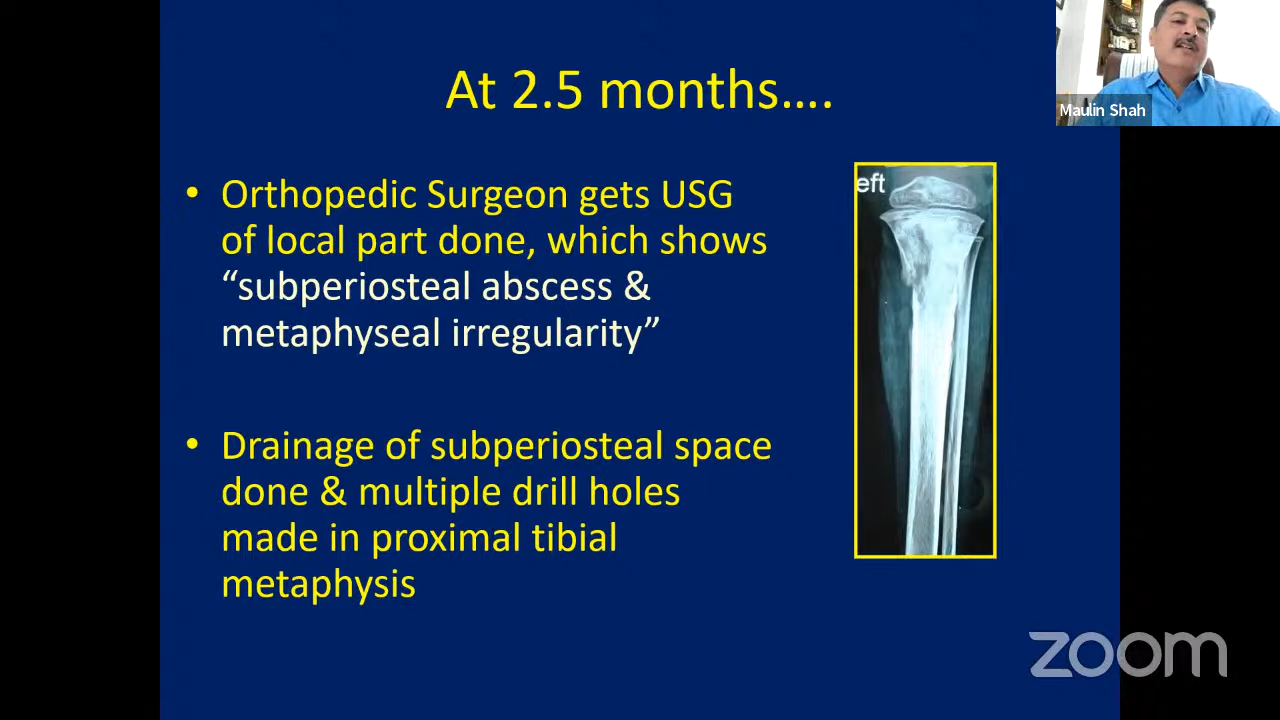 At 2.5 months….
Maulin Shah
• Orthopedic Surgeon gets USG
of local part done, which shows
“subperiosteal abscess &
metaphyseal irregularity”
eft
• Drainage of subperiosteal space
done & multiple drill holes
made in proximal tibial
metaphysis
zoom